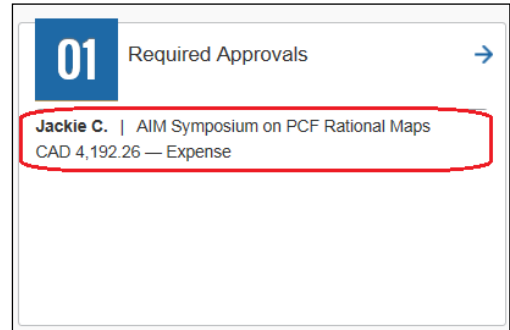 01
Required Approvals
Jackie C. | AIM Symposium on PCF Rational Maps
CAD 4,192.26 — Expense